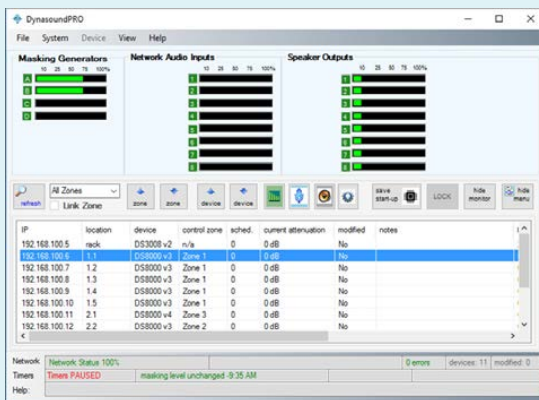 DynasoundPRO
File System Device View Help
Masking Generators Network Audio Inputs Speaker Outputs
10 25 50 75 100% 10 25 50 75 100% 10 25 50 75 100%
A 1 1
B 2 2
C 3 3
D 4 4
5 5
6 6
7 7
8 8
refresh All Zones Link Zone zone zone device device save start-up LOCK hide monitor hide menu
IP location device control zone sched. current attenuation modified notes
192.168.100.5 rack DS3008 v2 n/a 0 0 dB No
192.168.100.6 1.1 DS8000 v3 Zone 1 0 0 dB No
192.168.100.7 1.2 DS8000 v3 Zone 1 0 0 dB No
192.168.100.8 1.3 DS8000 v3 Zone 1 0 0 dB No
192.168.100.9 1.4 DS8000 v3 Zone 1 0 0 dB No
192.168.100.10 1.5 DS8000 v3 Zone 1 0 0 dB No
192.168.100.11 2.1 DS8000 v4 Zone 3 0 0 dB No
192.168.100.12 2.2 DS8000 v3 Zone 2 0 0 dB No
Network Network Status 100% 0 errors devices: 11 modified: 0
Timers Timers PAUSED masking level unchanged -9:35 AM
Help: